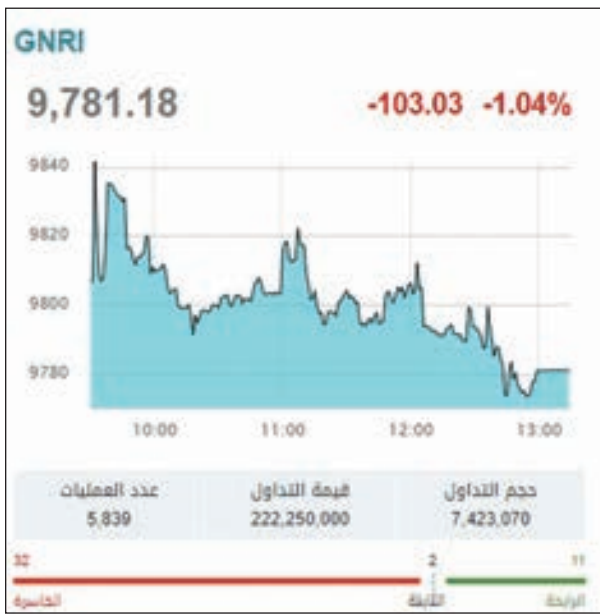 GNRI
9,781.18 -103.03 -1.04%
9840
9820
9800
9780
10:00 11:00 12:00 13:00
حجم التداول قيمة التداول عدد العمليات
7,423,070 222,250,000 5,839
11 2 32
الرابحة الثابتة الخاسرة